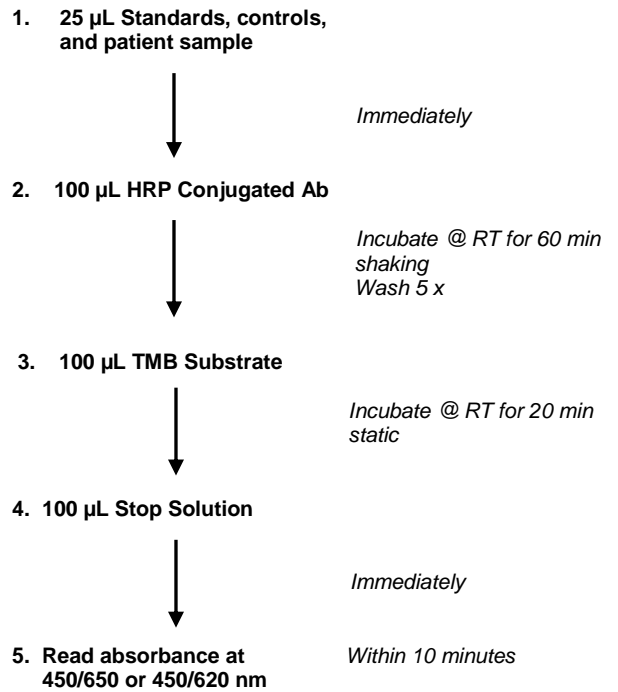 1. 25 µL Standards, controls,
and patient sample
Immediately
2. 100 µL HRP Conjugated Ab
Incubate @ RT for 60 min
shaking
Wash 5 x
3. 100 µL TMB Substrate
Incubate @ RT for 20 min
static
4. 100 µL Stop Solution
Immediately
5. Read absorbance at
450/650 or 450/620 nm
Within 10 minutes